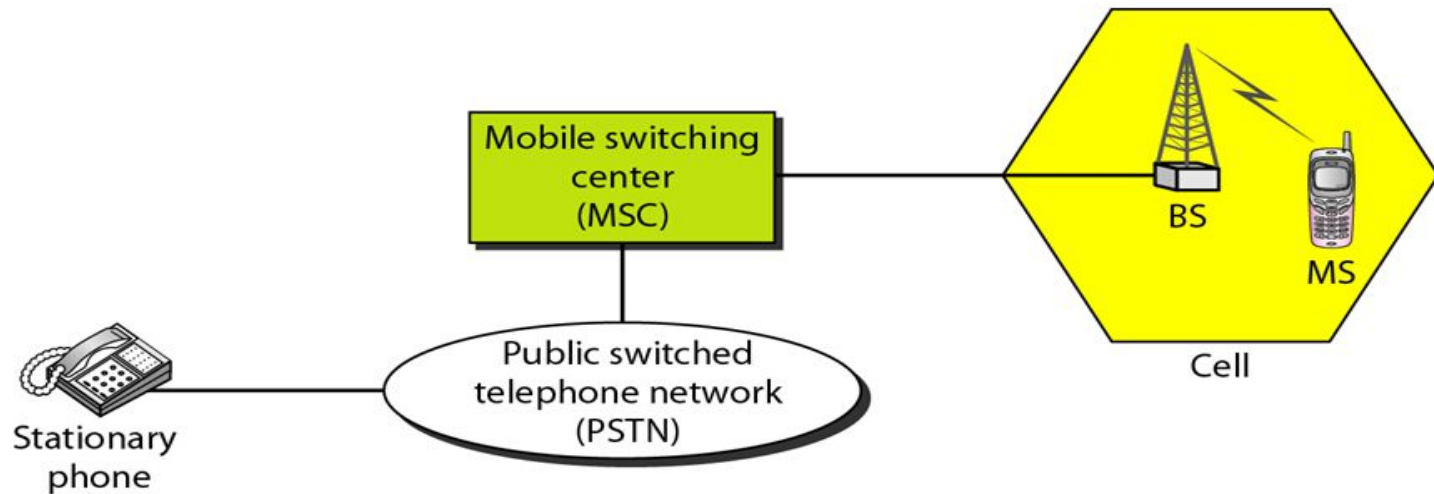 Mobile switching
center
(MSC)
BS
MS
Cell
Public switched
telephone network
(PSTN)
Stationary
phone